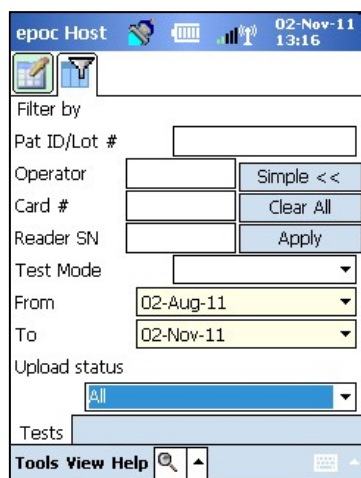 epoc Host 02-Nov-11
13:16
Filter by
Pat ID/Lot #
Operator Simple <<
Card # Clear All
Reader SN Apply
Test Mode
From 02-Aug-11
To 02-Nov-11
Upload status
All
Tests
Tools View Help